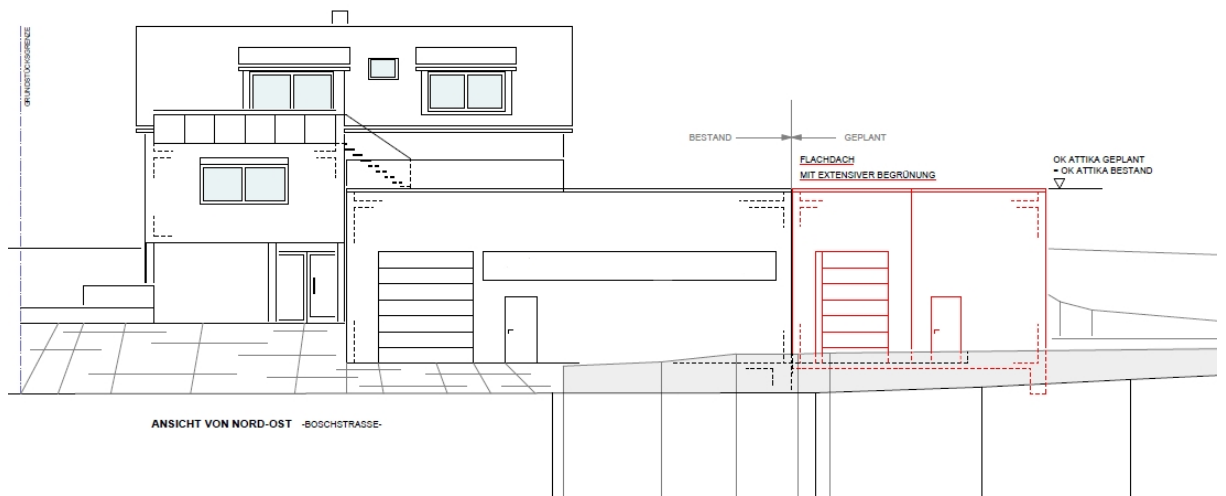 GRUNDSTÜCKSGRENZE
BESTAND
GEPLANT
FLACHDACH
MIT EXTENSIVER BEGRÜNUNG
OK ATTIKA GEPLANT
= OK ATTIKA BESTAND
ANSICHT VON NORD-OST -BOSCHSTRASSE-